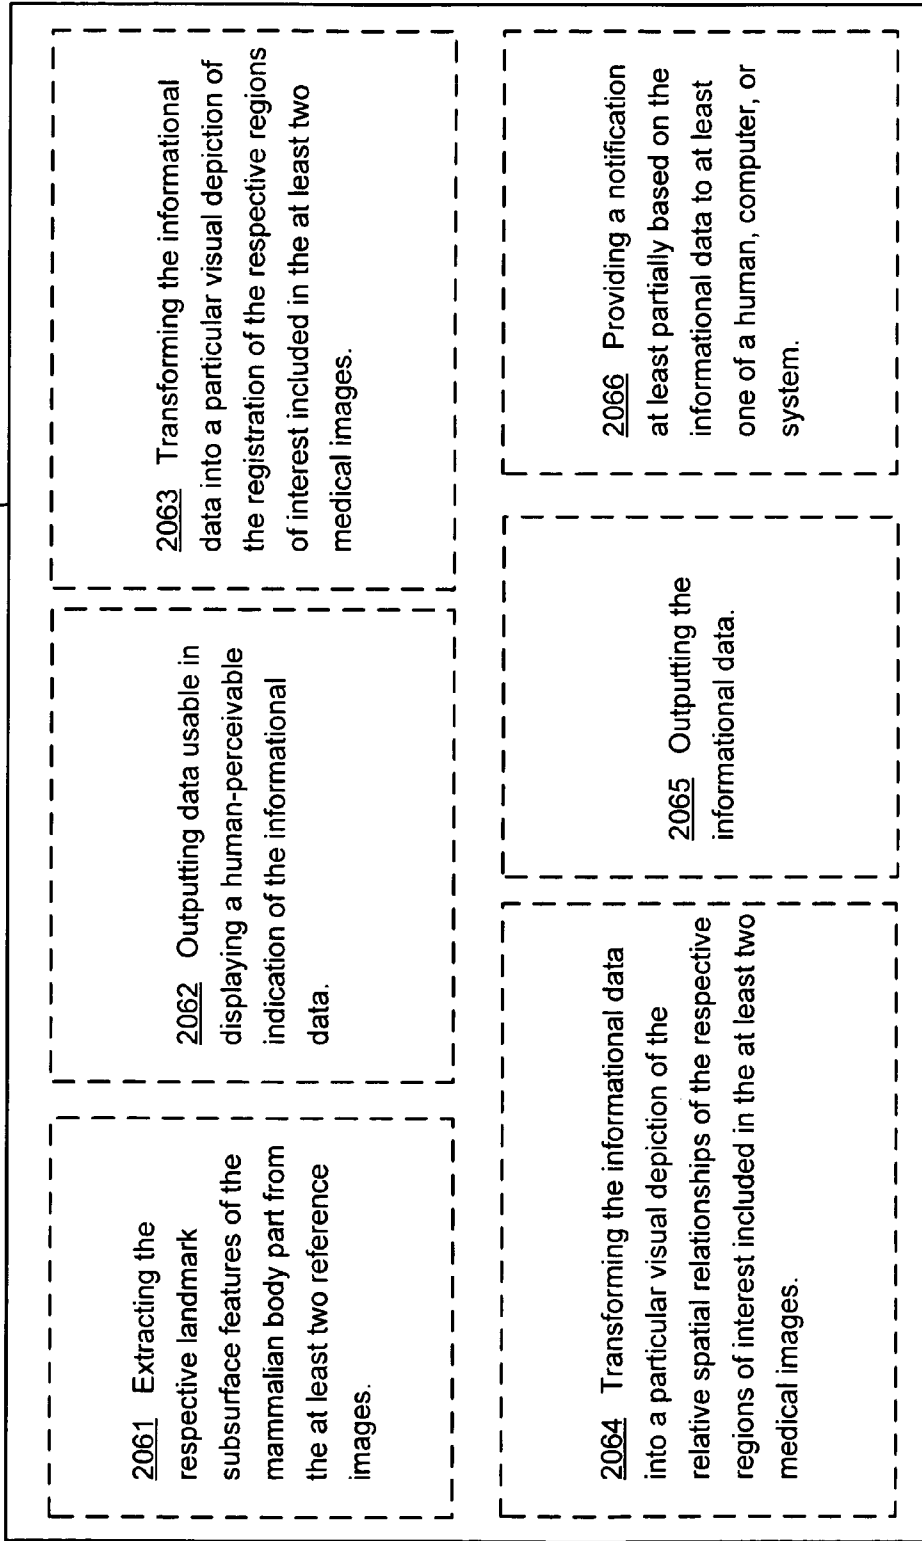 2061 Extracting the
respective landmark
subsurface features of the
mammalian body part from
the at least two reference
images.
2062 Outputting data usable in
displaying a human-perceivable
indication of the informational
data.
2063 Transforming the informational
data into a particular visual depiction of
the registration of the respective regions
of interest included in the at least two
medical images.
2064 Transforming the informational data
into a particular visual depiction of the
relative spatial relationships of the respective
regions of interest included in the at least two
medical images.
2065 Outputting the
informational data.
2066 Providing a notification
at least partially based on the
informational data to at least
one of a human, computer, or
system.